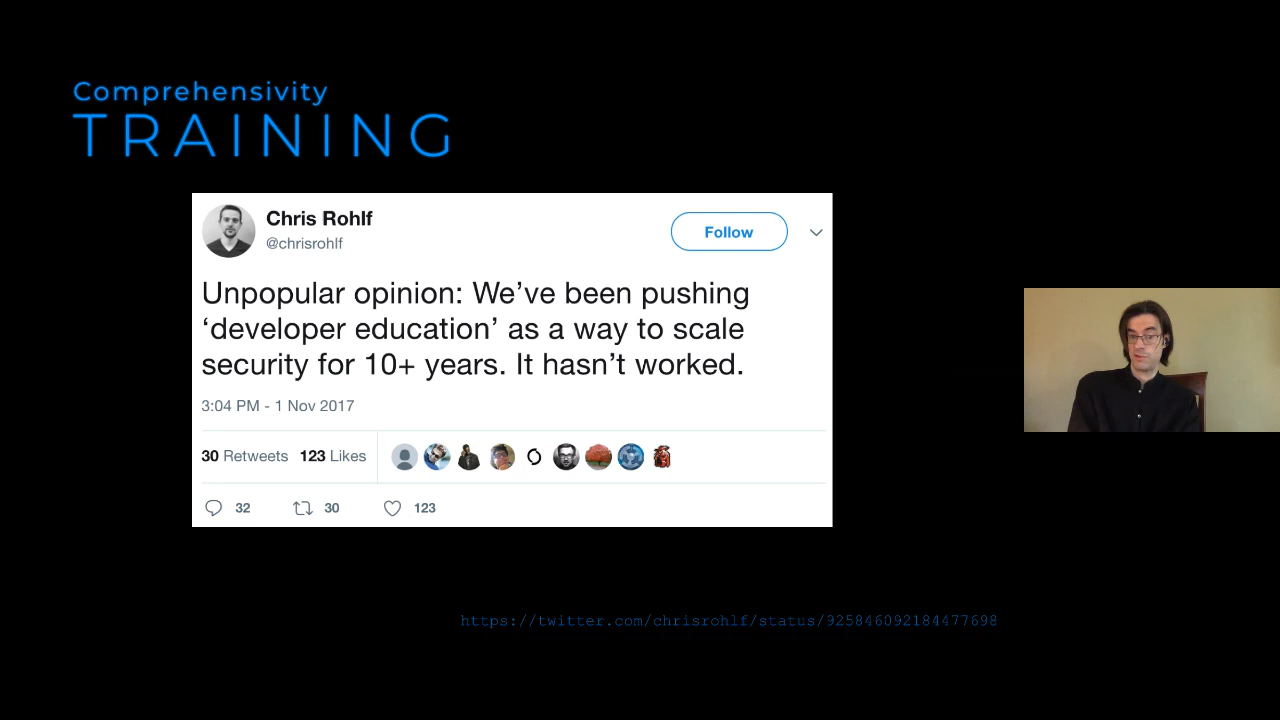 Comprehensivity
TRAINING
Chris Rohlf
@chrisrohlf
Follow
Unpopular opinion: We’ve been pushing
‘developer education’ as a way to scale
security for 10+ years. It hasn’t worked.
3:04 PM - 1 Nov 2017
30 Retweets 123 Likes
32 30 123
https://twitter.com/chrisrohlf/status/925846092184477698